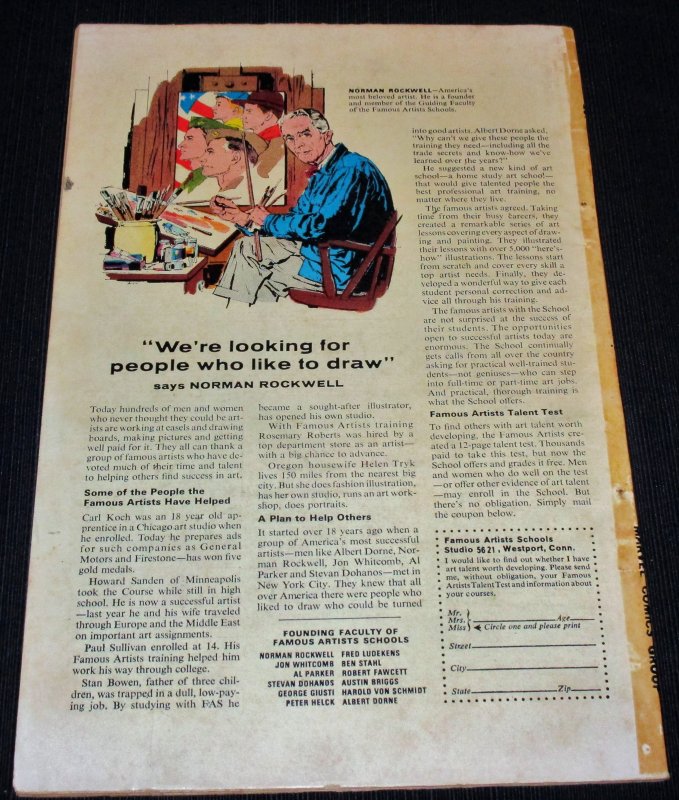 NORMAN ROCKWELL—America's
most beloved artist. He is a founder
and member of the Guiding Faculty
of the Famous Artists Schools.
"We're looking for
people who like to draw"
says NORMAN ROCKWELL
Today hundreds of men and women
who never thought they could be art-
ists are working at easels and drawing
boards, making pictures and getting
well paid for it. They all can thank a
group of famous artists who have de-
voted much of their time and talent
to helping others find success in art.
Some of the People the
Famous Artists Have Helped
Carl Koch was an 18 year old ap-
prentice in a Chicago art studio when
he enrolled. Today he prepares ads
for such companies as General
Motors and Firestone—has won five
gold medals.
Howard Sanden of Minneapolis
took the Course while still in high
school. He is now a successful artist
—last year he and his wife traveled
through Europe and the Middle East
on important art assignments.
Paul Sullivan enrolled at 14. His
Famous Artists training helped him
work his way through college.
Stan Bowen, father of three chil-
dren, was trapped in a dull, low-pay-
ing job. By studying with FAS he
became a sought-after illustrator,
has opened his own studio.
With Famous Artists training
Rosemary Roberts was hired by a
top department store as an artist—
with a big chance to advance.
Oregon housewife Helen Tryk
lives 150 miles from the nearest big
city. But she does fashion illustration,
has her own studio, runs an art work-
shop, does portraits.
A Plan to Help Others
It started over 18 years ago when a
group of America's most successful
artists—men like Albert Dorne, Nor-
man Rockwell, Jon Whitcomb, Al
Parker and Stevan Dohanos—met in
New York City. They knew that all
over America there were people who
liked to draw who could be turned
FOUNDING FACULTY OF
FAMOUS ARTISTS SCHOOLS
NORMAN ROCKWELL FRED LUDEKENS
JON WHITCOMB BEN STAHL
AL PARKER ROBERT FAWCETT
STEVAN DOHANOS AUSTIN BRIGGS
GEORGE GIUSTI HAROLD VON SCHMIDT
PETER HELCK ALBERT DORNE
into good artists. Albert Dorne asked,
"Why can't we give these people the
training they need—including all the
trade secrets and know-how we've
learned over the years?"
He suggested a new kind of art
school—a home study art school—
that would give talented people the
best professional art training, no
matter where they live.
The famous artists agreed. Taking
time from their busy careers, they
created a remarkable series of art
lessons covering every aspect of draw-
ing and painting. They illustrated
their lessons with over 5,000 "here's-
how" illustrations. The lessons start
from scratch and cover every skill a
top artist needs. Finally, they de-
veloped a wonderful way to give each
student personal correction and ad-
vice all through his training.
The famous artists with the School
are not surprised at the success of
their students. The opportunities
open to successful artists today are
enormous. The School continually
gets calls from all over the country
asking for practical well-trained stu-
dents—not geniuses—who can step
into full-time or part-time art jobs.
And practical, thorough training is
what the School offers.
Famous Artists Talent Test
To find others with art talent worth
developing, the Famous Artists cre-
ated a 12-page talent test. Thousands
paid to take this test, but now the
School offers and grades it free. Men
and women who do well on the test
—or offer other evidence of art talent
—may enroll in the School. But
there's no obligation. Simply mail
the coupon below.
Famous Artists Schools
Studio 5621, Westport, Conn.
I would like to find out whether I have
art talent worth developing. Please send
me, without obligation, your Famous
Artists Talent Test and information about
your courses.
Mr.
Mrs. Age
Miss Circle one and please print
Street
City
State Zip
COMICS GROUP